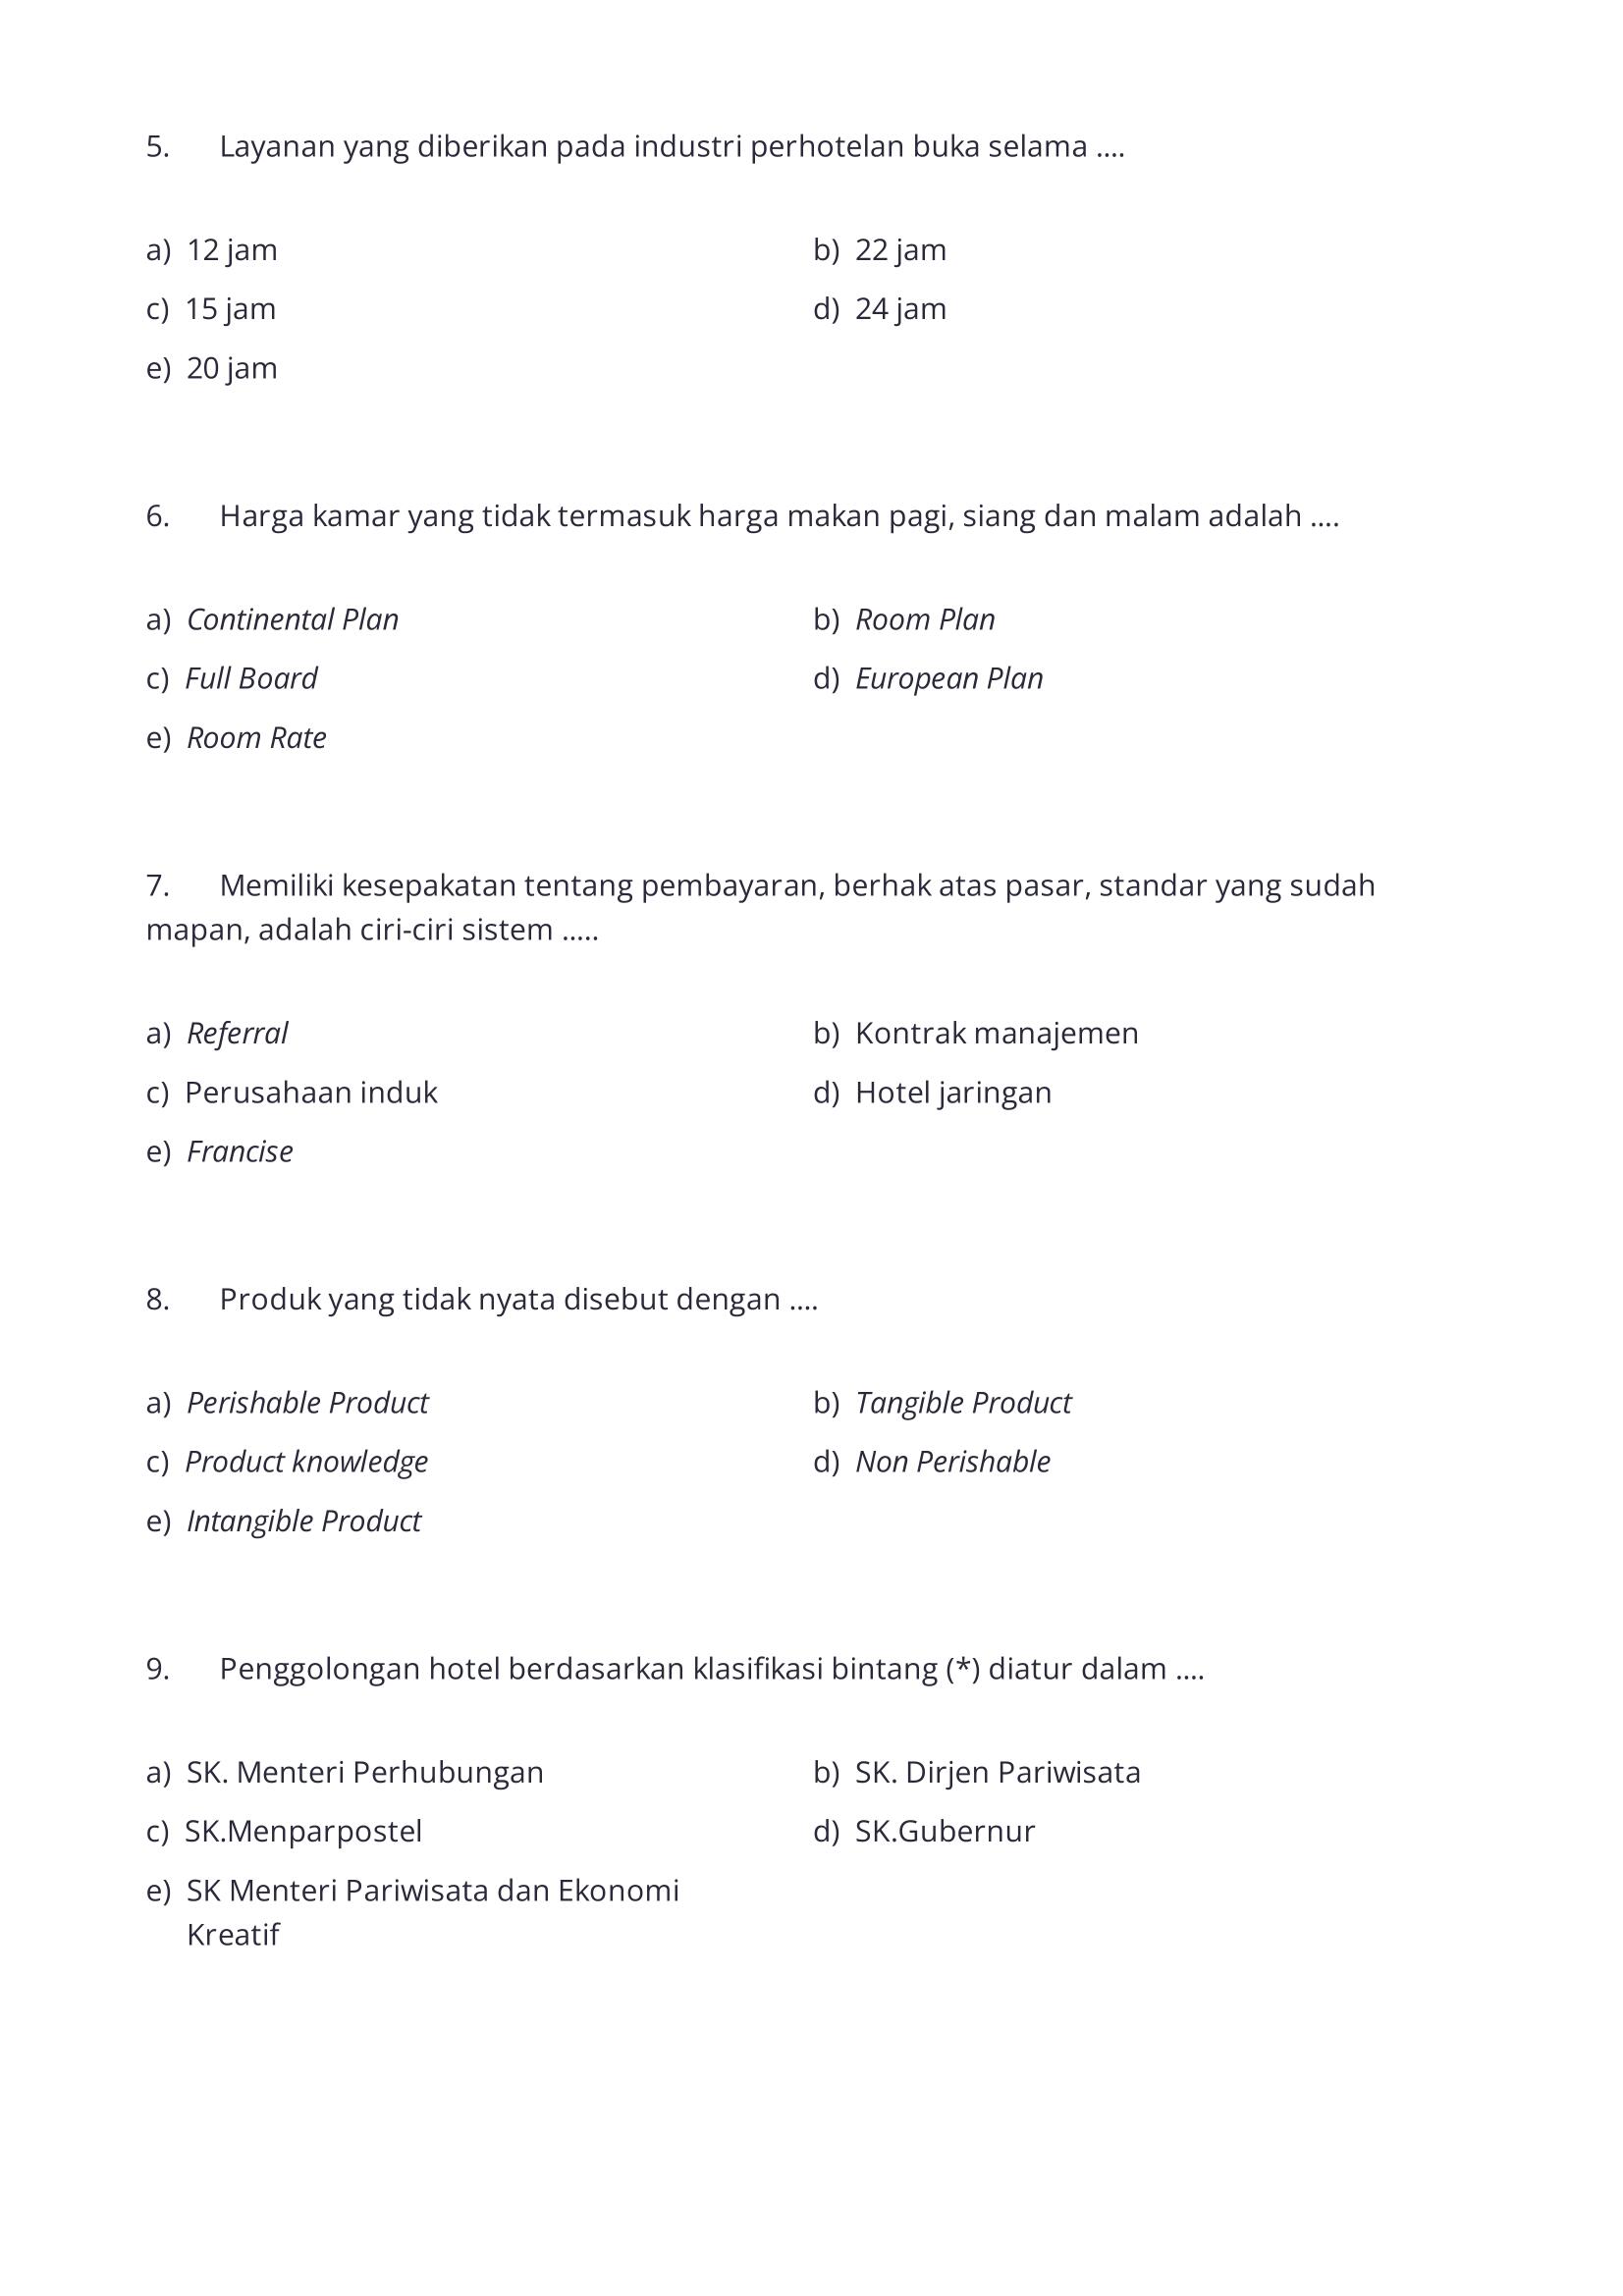 5. Layanan yang diberikan pada industri perhotelan buka selama ....
a) 12 jam
b) 22 jam
c) 15 jam
d) 24 jam
e) 20 jam
6. Harga kamar yang tidak termasuk harga makan pagi, siang dan malam adalah ....
a) Continental Plan
b) Room Plan
c) Full Board
d) European Plan
e) Room Rate
7. Memiliki kesepakatan tentang pembayaran, berhak atas pasar, standar yang sudah
mapan, adalah ciri-ciri sistem .....
a) Referral
b) Kontrak manajemen
c) Perusahaan induk
d) Hotel jaringan
e) Francise
8. Produk yang tidak nyata disebut dengan ....
a) Perishable Product
b) Tangible Product
c) Product knowledge
d) Non Perishable
e) Intangible Product
9. Penggolongan hotel berdasarkan klasifikasi bintang (*) diatur dalam ....
a) SK. Menteri Perhubungan
b) SK. Dirjen Pariwisata
c) SK.Menparpostel
d) SK.Gubernur
e) SK Menteri Pariwisata dan Ekonomi
Kreatif